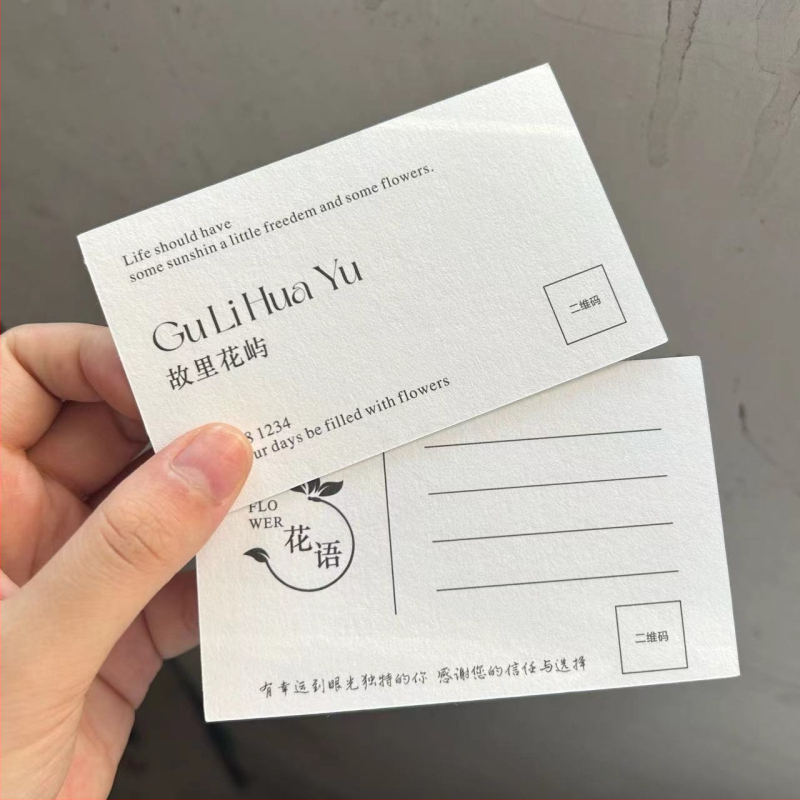 Life should have
some sunshin a little freedem and some flowers.
Gu Li Hua Yu
故里花屿
二维码
8 1234
ur days be filled with flowers
FLO
WER
花语
二维码
有幸运到眼光独特的你 感谢您的信任与选择